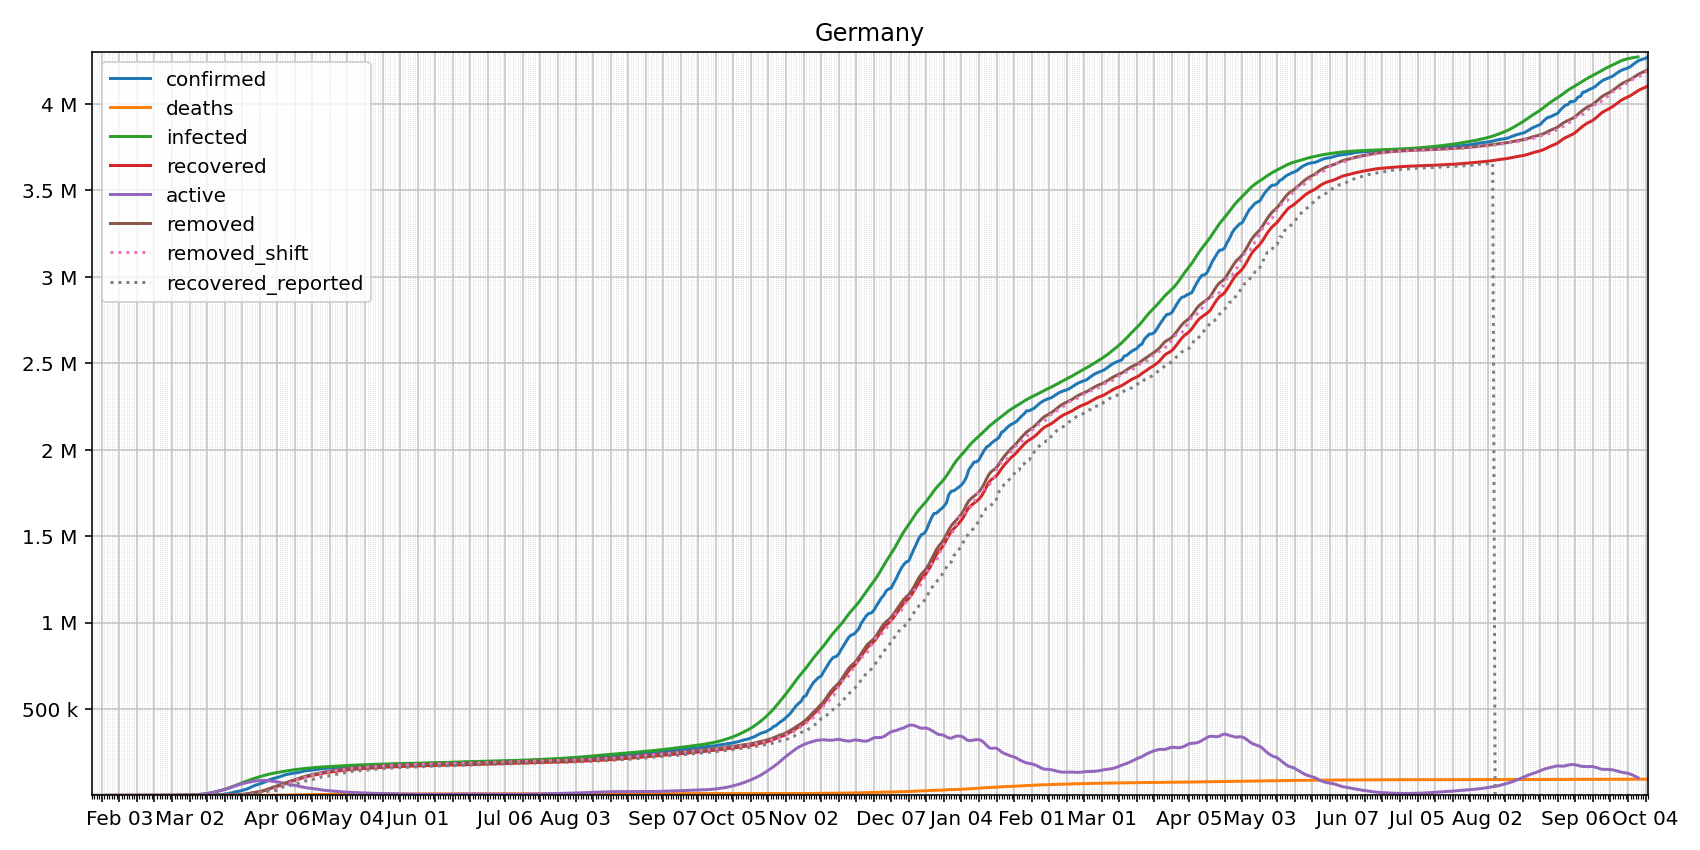 Germany
confirmed
deaths
infected
recovered
active
removed
removed_shift
recovered_reported
4 M
3.5 M
3 M
2.5 M
2 M
1.5 M
1 M
500 k
Feb 03 Mar 02 Apr 06 May 04 Jun 01 Jul 06 Aug 03 Sep 07 Oct 05 Nov 02 Dec 07 Jan 04 Feb 01 Mar 01 Apr 05 May 03 Jun 07 Jul 05 Aug 02 Sep 06 Oct 04